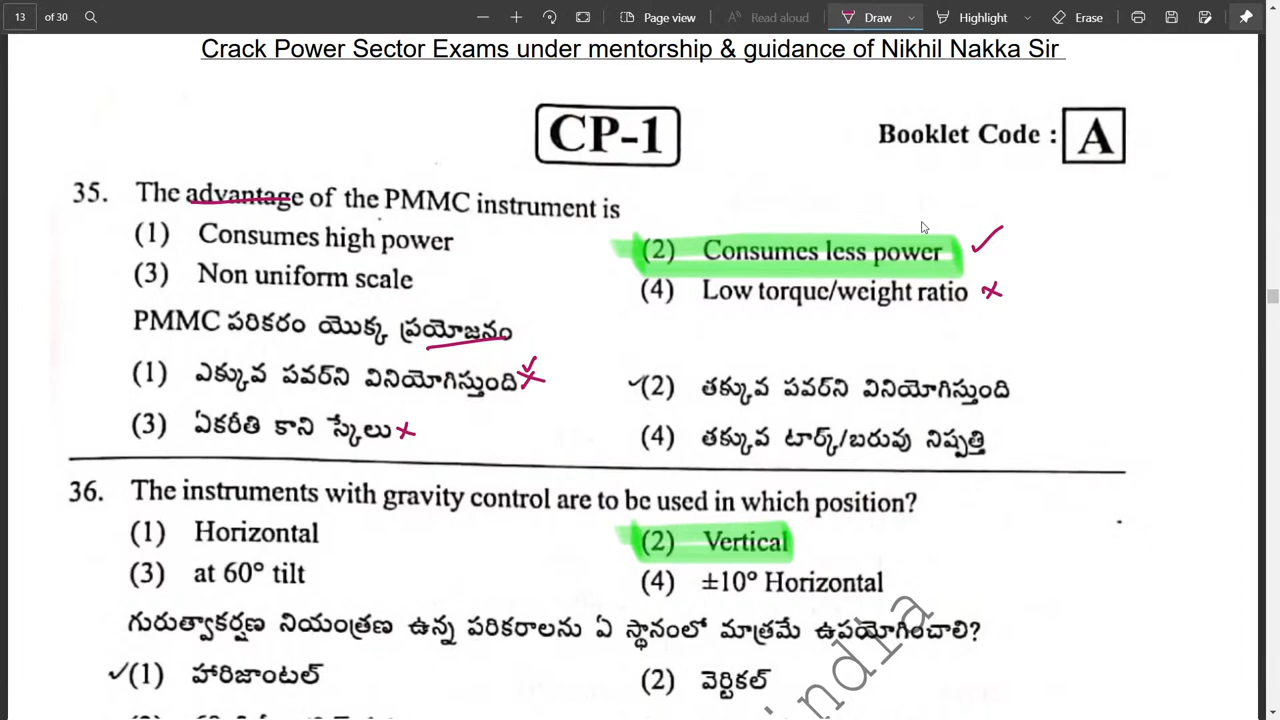 13 of 30
Page view
Read aloud
Draw
Highlight
Erase
Crack Power Sector Exams under mentorship & guidance of Nikhil Nakka Sir
CP-1
Booklet Code : A
35. The advantage of the PMMC instrument is
(1) Consumes high power
(2) Consumes less power
(3) Non uniform scale
(4) Low torque/weight ratio
PMMC పరికరం యొక్క ప్రయోజనం
(1) ఎక్కువ పవర్‌ని వినియోగిస్తుంది
(2) తక్కువ పవర్‌ని వినియోగిస్తుంది
(3) ఏకరీతి కాని స్కేలు
(4) తక్కువ టార్క్/బరువు నిష్పత్తి
36. The instruments with gravity control are to be used in which position?
(1) Horizontal
(2) Vertical
(3) at 60° tilt
(4) ±10° Horizontal
గురుత్వాకర్షణ నియంత్రణ ఉన్న పరికరాలను ఏ స్థానంలో మాత్రమే ఉపయోగించాలి?
(1) హారిజాంటల్
(2) వెర్టికల్
india